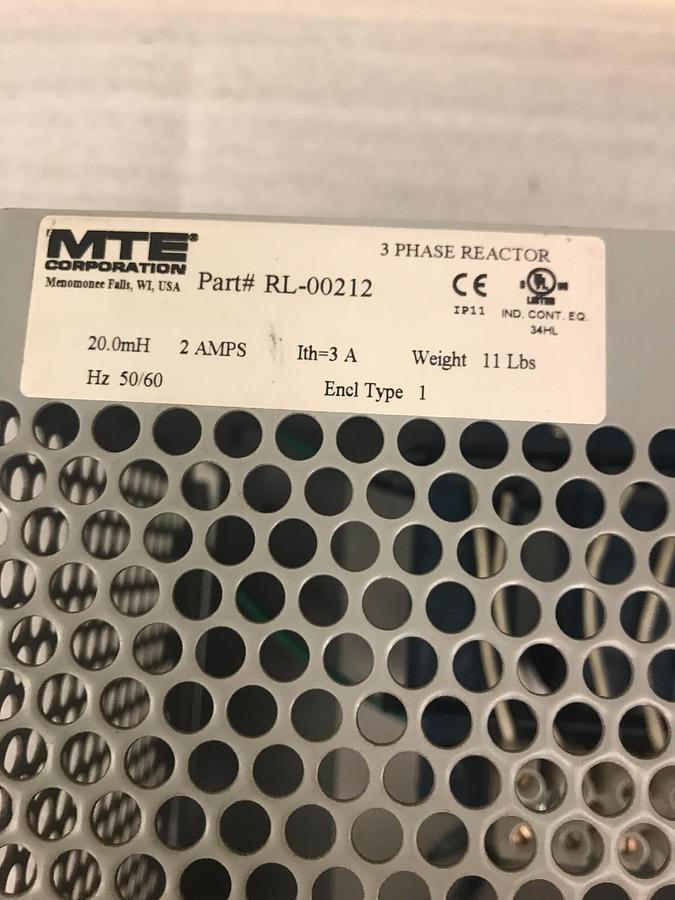 MTE®
CORPORATION
Menomonee Falls, WI, USA
Part# RL-00212
3 PHASE REACTOR
CE
IP11
UL
LISTED
IND. CONT. EQ.
34HL
20.0mH 2 AMPS Ith=3 A Weight 11 Lbs
Hz 50/60 Encl Type 1